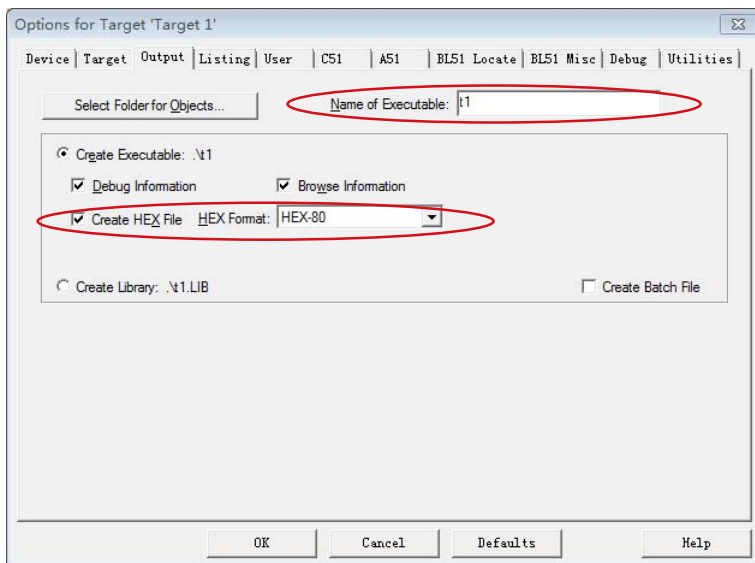 Options for Target 'Target 1'
Device Target Output Listing User C51 A51 BL51 Locate BL51 Misc Debug Utilities
Select Folder for Objects... Name of Executable: t1
Create Executable: .\t1
Debug Information Browse Information
Create HEX File HEX Format: HEX-80
Create Library: .\t1.LIB Create Batch File
OK Cancel Defaults Help